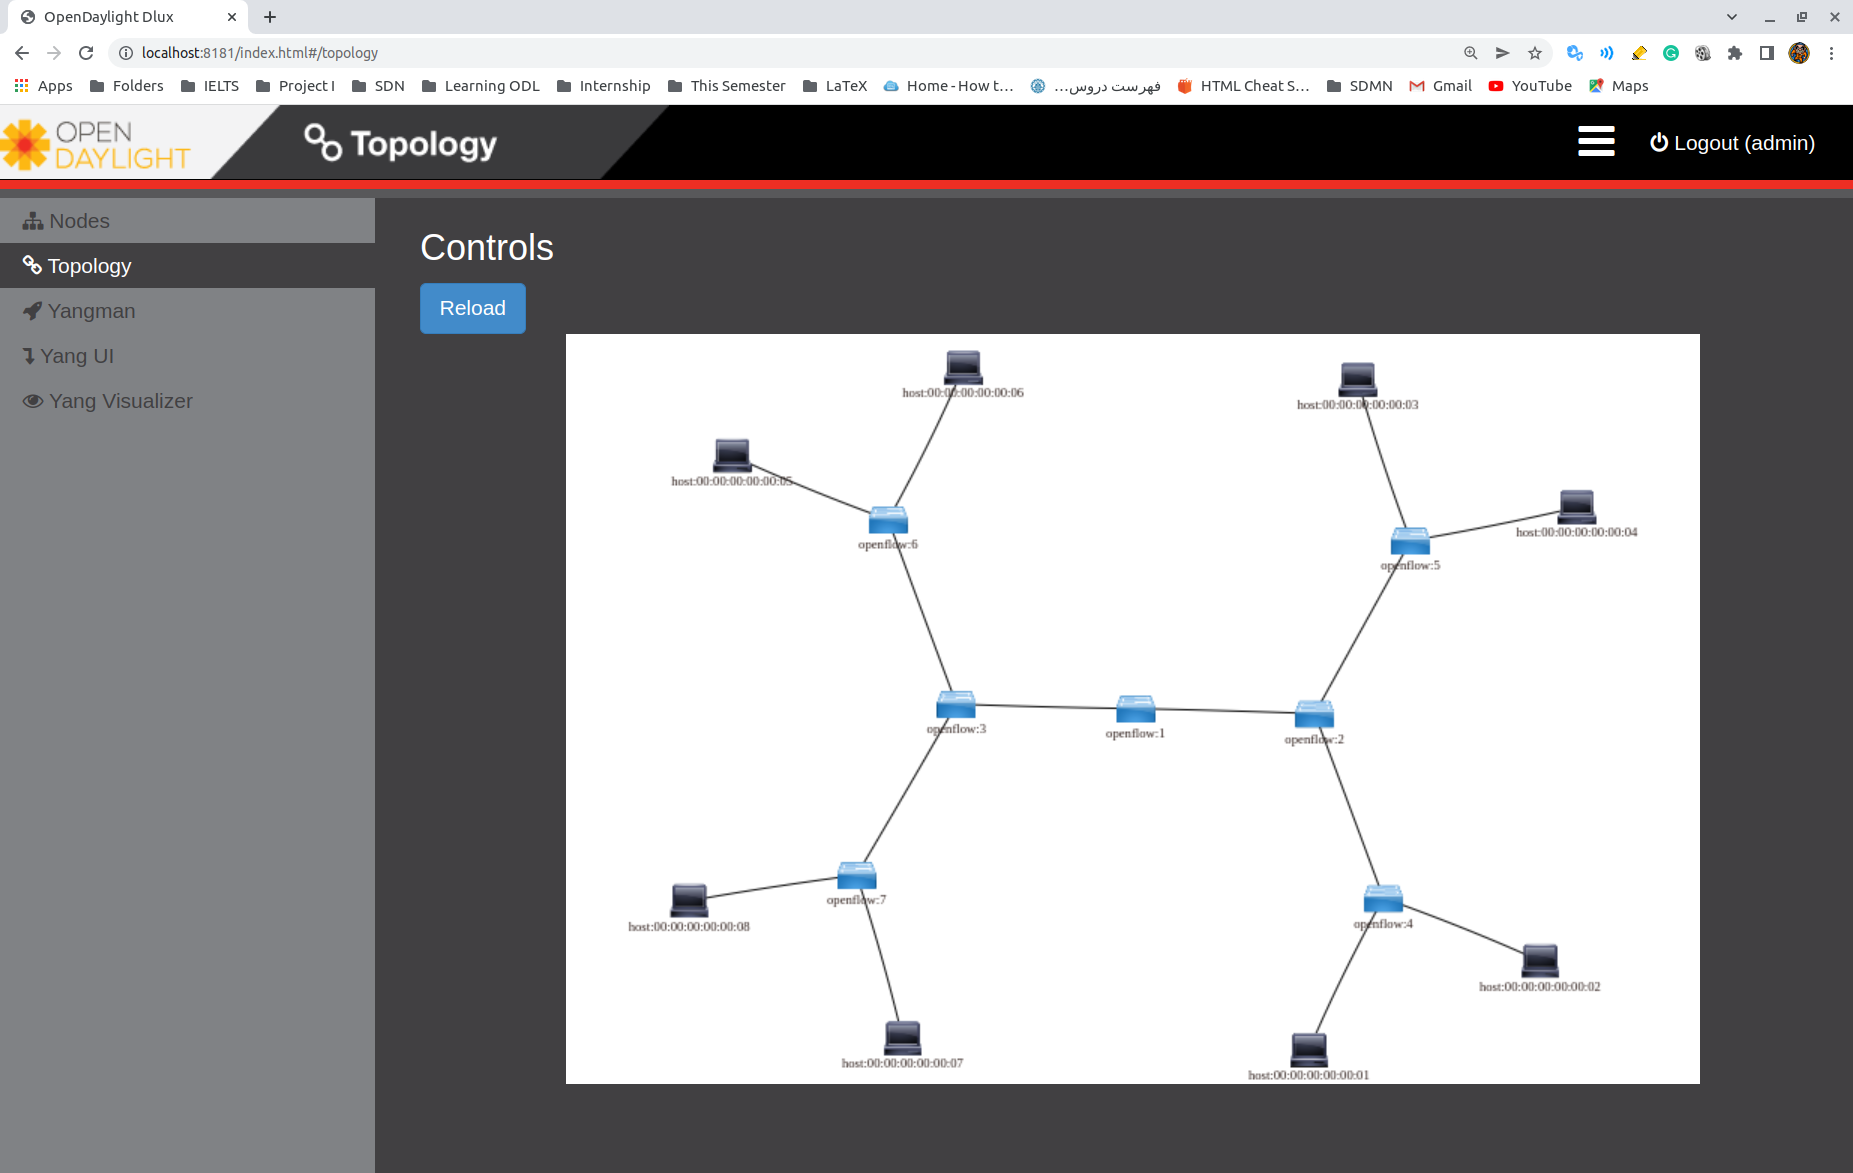 OpenDaylight Dlux
localhost:8181/index.html#/topology
Apps Folders IELTS Project I SDN Learning ODL Internship This Semester LaTeX Home - How t… فهرست دروس… HTML Cheat S… SDMN Gmail YouTube Maps
OPEN
DAYLIGHT
Topology
Logout (admin)
Nodes
Topology
Yangman
Yang UI
Yang Visualizer
Controls
Reload
host:00:00:00:00:00:06
host:00:00:00:00:00:03
host:00:00:00:00:00:05
host:00:00:00:00:00:04
openflow:6
openflow:5
openflow:3
openflow:1
openflow:2
openflow:7
host:00:00:00:00:00:08
openflow:4
host:00:00:00:00:00:02
host:00:00:00:00:00:07
host:00:00:00:00:00:01